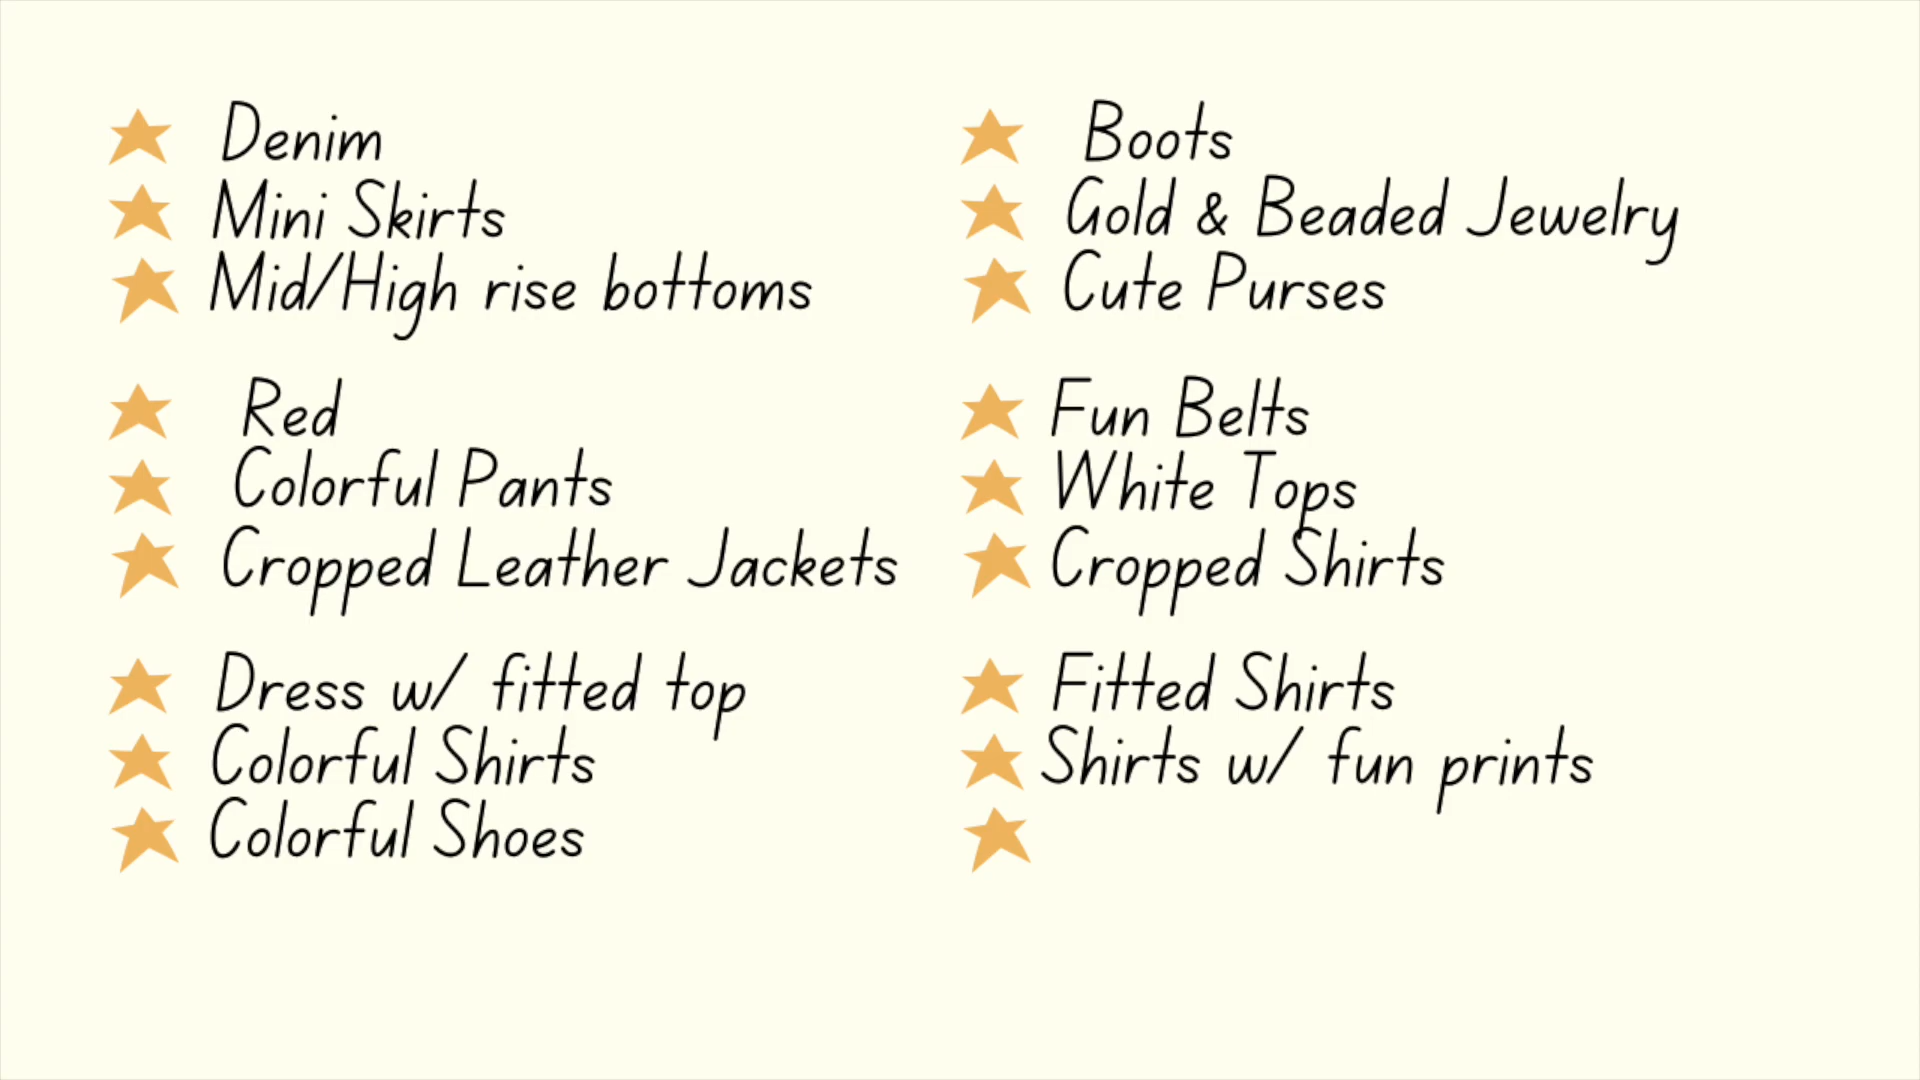 Denim
Mini Skirts
Mid/High rise bottoms
Red
Colorful Pants
Cropped Leather Jackets
Dress w/ fitted top
Colorful Shirts
Colorful Shoes
Boots
Gold & Beaded Jewelry
Cute Purses
Fun Belts
White Tops
Cropped Shirts
Fitted Shirts
Shirts w/ fun prints